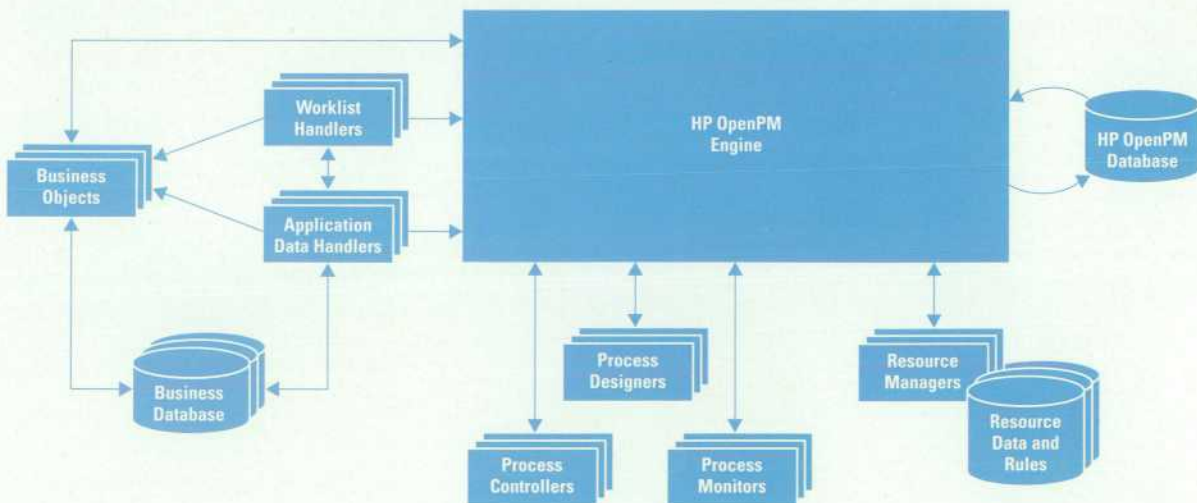 Worklist
Handlers
HP OpenPM
Engine
HP OpenPM
Database
Business
Objects
Application
Data Handlers
Process
Designers
Resource
Managers
Business
Database
Resource
Data and
Rules
Process
Controllers
Process
Monitors